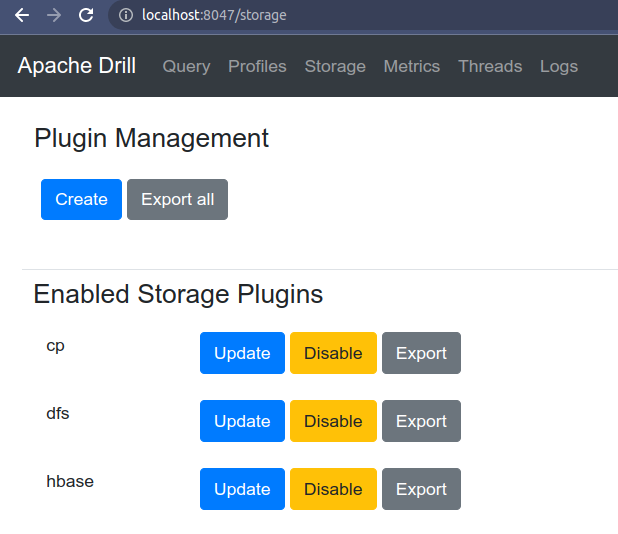 localhost:8047/storage
Apache Drill Query Profiles Storage Metrics Threads Logs
Plugin Management
Create Export all
Enabled Storage Plugins
cp Update Disable Export
dfs Update Disable Export
hbase Update Disable Export